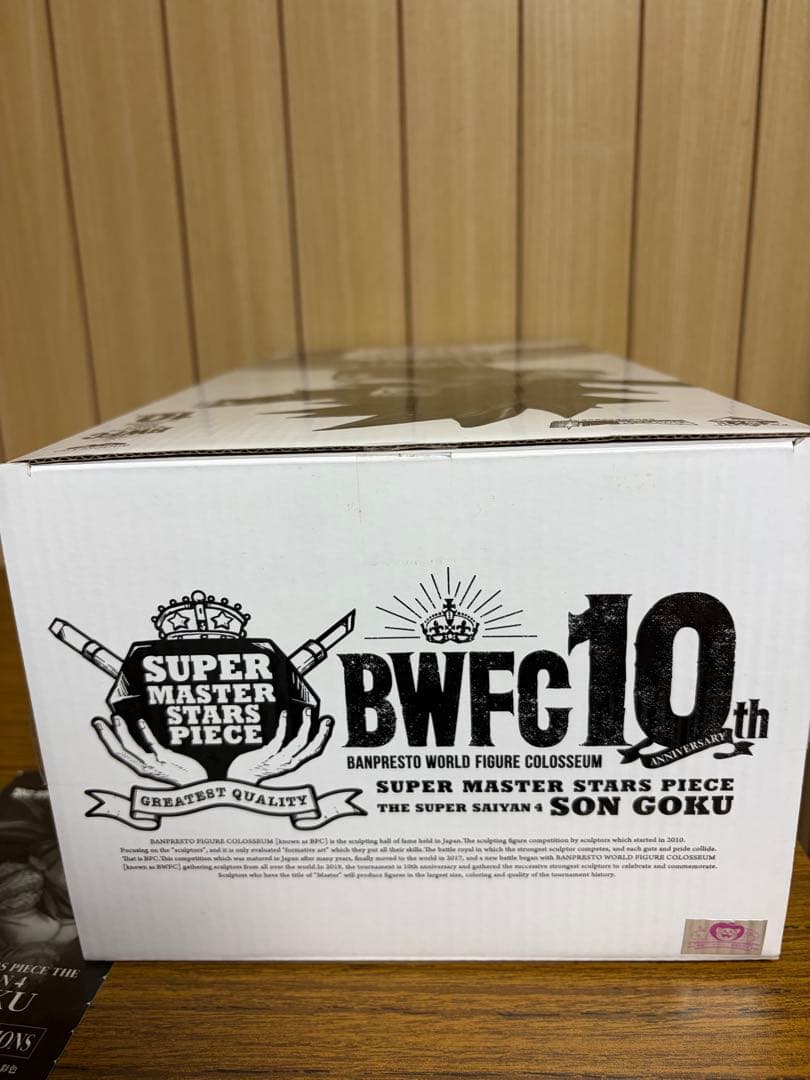 SUPER
MASTER
STARS
PIECE
GREATEST QUALITY
BWFC10th
ANNIVERSARY
BANPRESTO WORLD FIGURE COLOSSEUM
SUPER MASTER STARS PIECE
THE SUPER SAIYAN 4 SON GOKU
BANPRESTO FIGURE COLOSSEUM [known as BFC] is the sculpting hall of fame held in Japan. The sculpting figure competition by sculptors which started in 2010.
Focusing on the "sculptors", and it is only evaluated "formative art" which they put all their skills. The battle royal in which the strongest sculptor competes, and each guts and pride collide.
That is BFC. This competition which was matured in Japan after many years, finally moved to the world in 2017, and a new battle began with BANPRESTO WORLD FIGURE COLOSSEUM
[known as BWFC] gathering sculptors from all over the world. In 2019, the tournament is 10th anniversary and gathered the successive strongest sculptors to celebrate and commemorate.
Sculptors who have the title of "Master" will produce figures in the largest size, coloring and quality of the tournament history.
S PIECE THE
N 4
KU
IONS
彩色